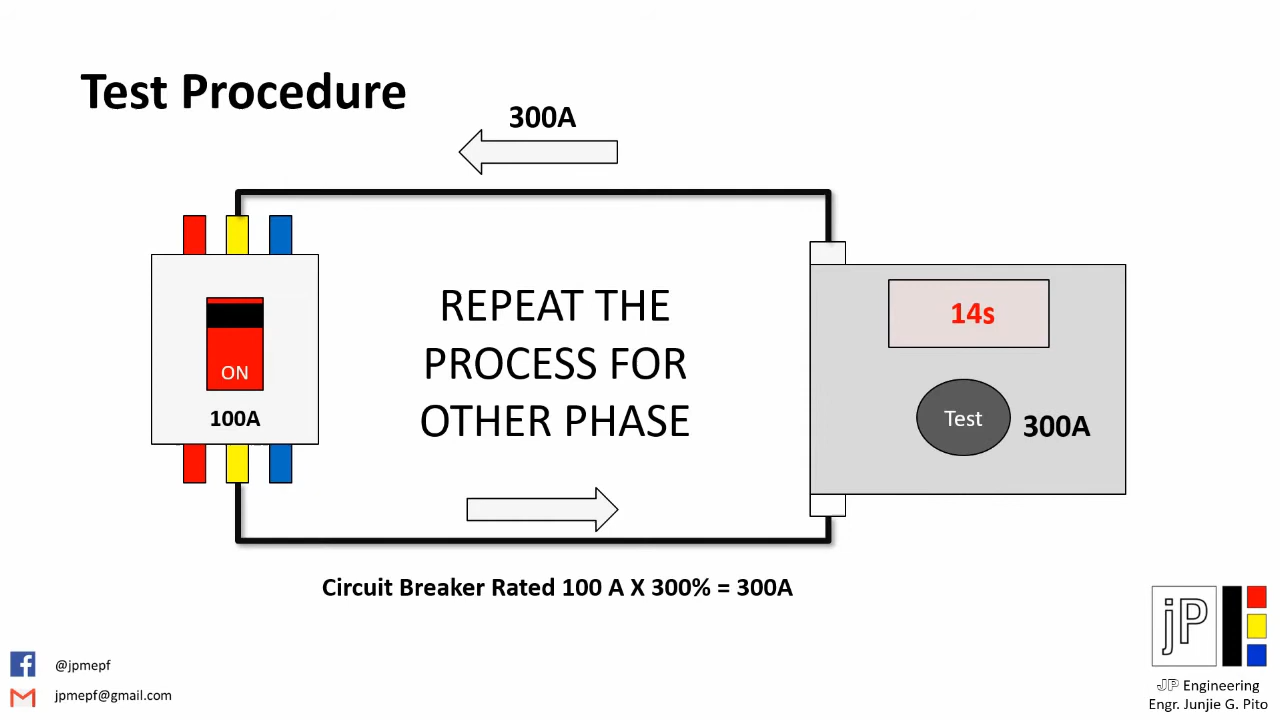 Test Procedure
300A
14s
REPEAT THE
PROCESS FOR
OTHER PHASE
ON
100A
Test
300A
Circuit Breaker Rated 100 A X 300% = 300A
jP
@jpmepf
jpmepf@gmail.com
JP Engineering
Engr. Junjie G. Pito